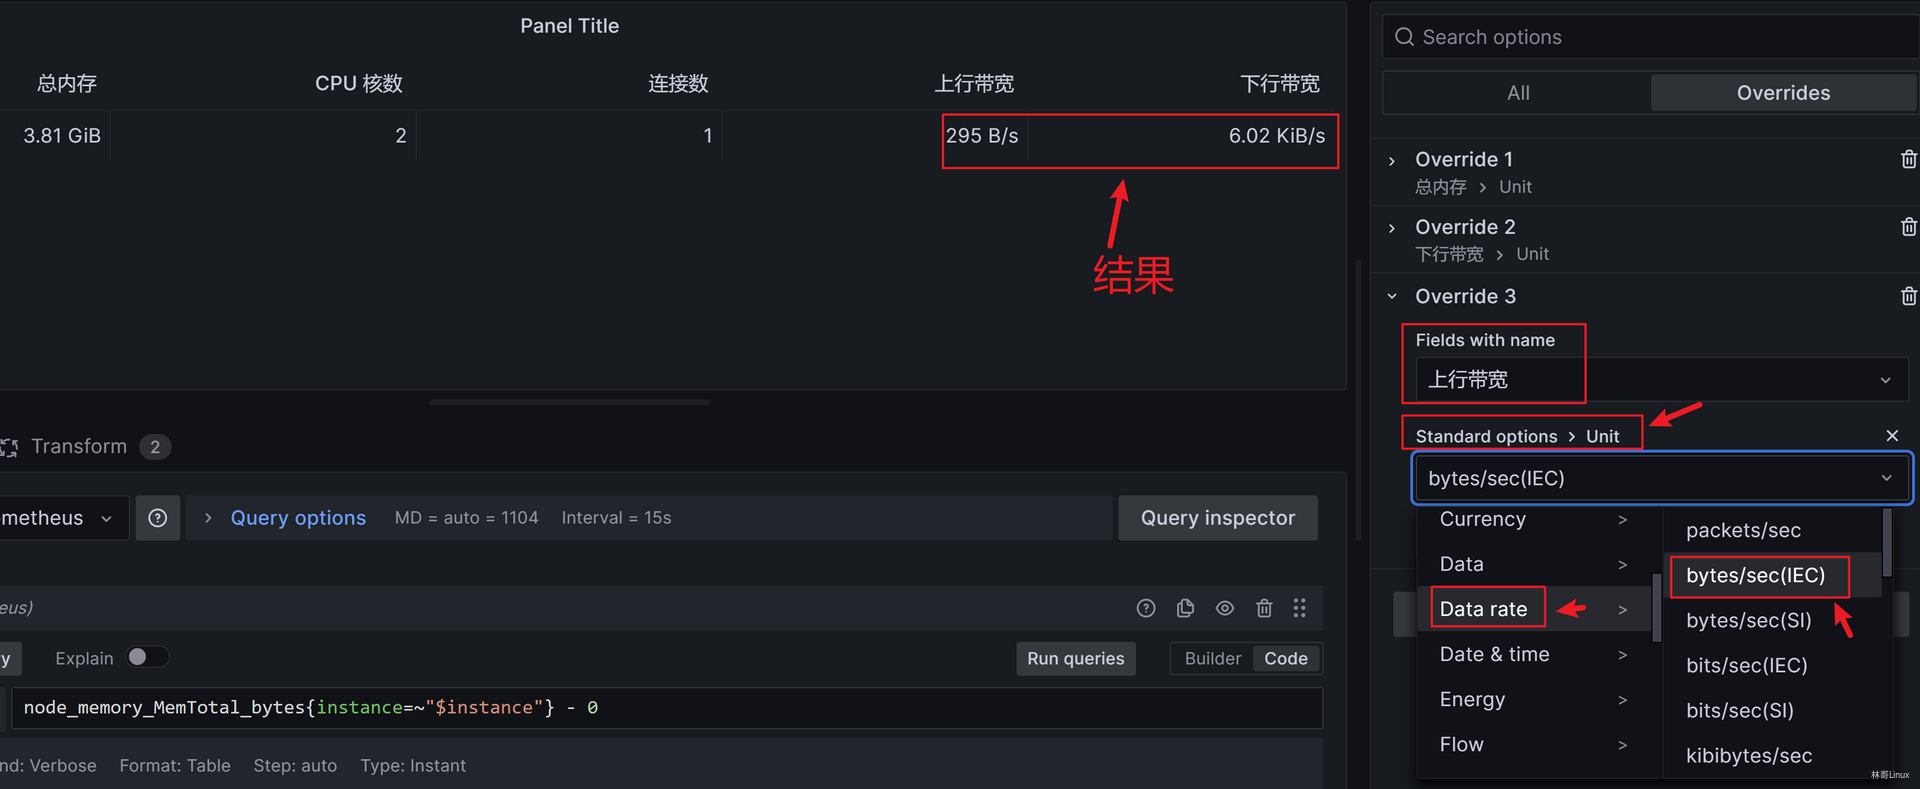 Panel Title
总内存 CPU 核数 连接数 上行带宽 下行带宽
3.81 GiB 2 1 295 B/s 6.02 KiB/s
结果
Transform 2
metheus Query options MD = auto = 1104 Interval = 15s Query inspector
eus)
y Explain Run queries Builder Code
node_memory_MemTotal_bytes{instance=~"$instance"} - 0
nd: Verbose Format: Table Step: auto Type: Instant
Search options
All Overrides
Override 1
总内存 > Unit
Override 2
下行带宽 > Unit
Override 3
Fields with name
上行带宽
Standard options > Unit
bytes/sec(IEC)
Currency >
Data >
Data rate >
Date & time >
Energy >
Flow >
packets/sec
bytes/sec(IEC)
bytes/sec(SI)
bits/sec(IEC)
bits/sec(SI)
kibibytes/sec
林哥Linux